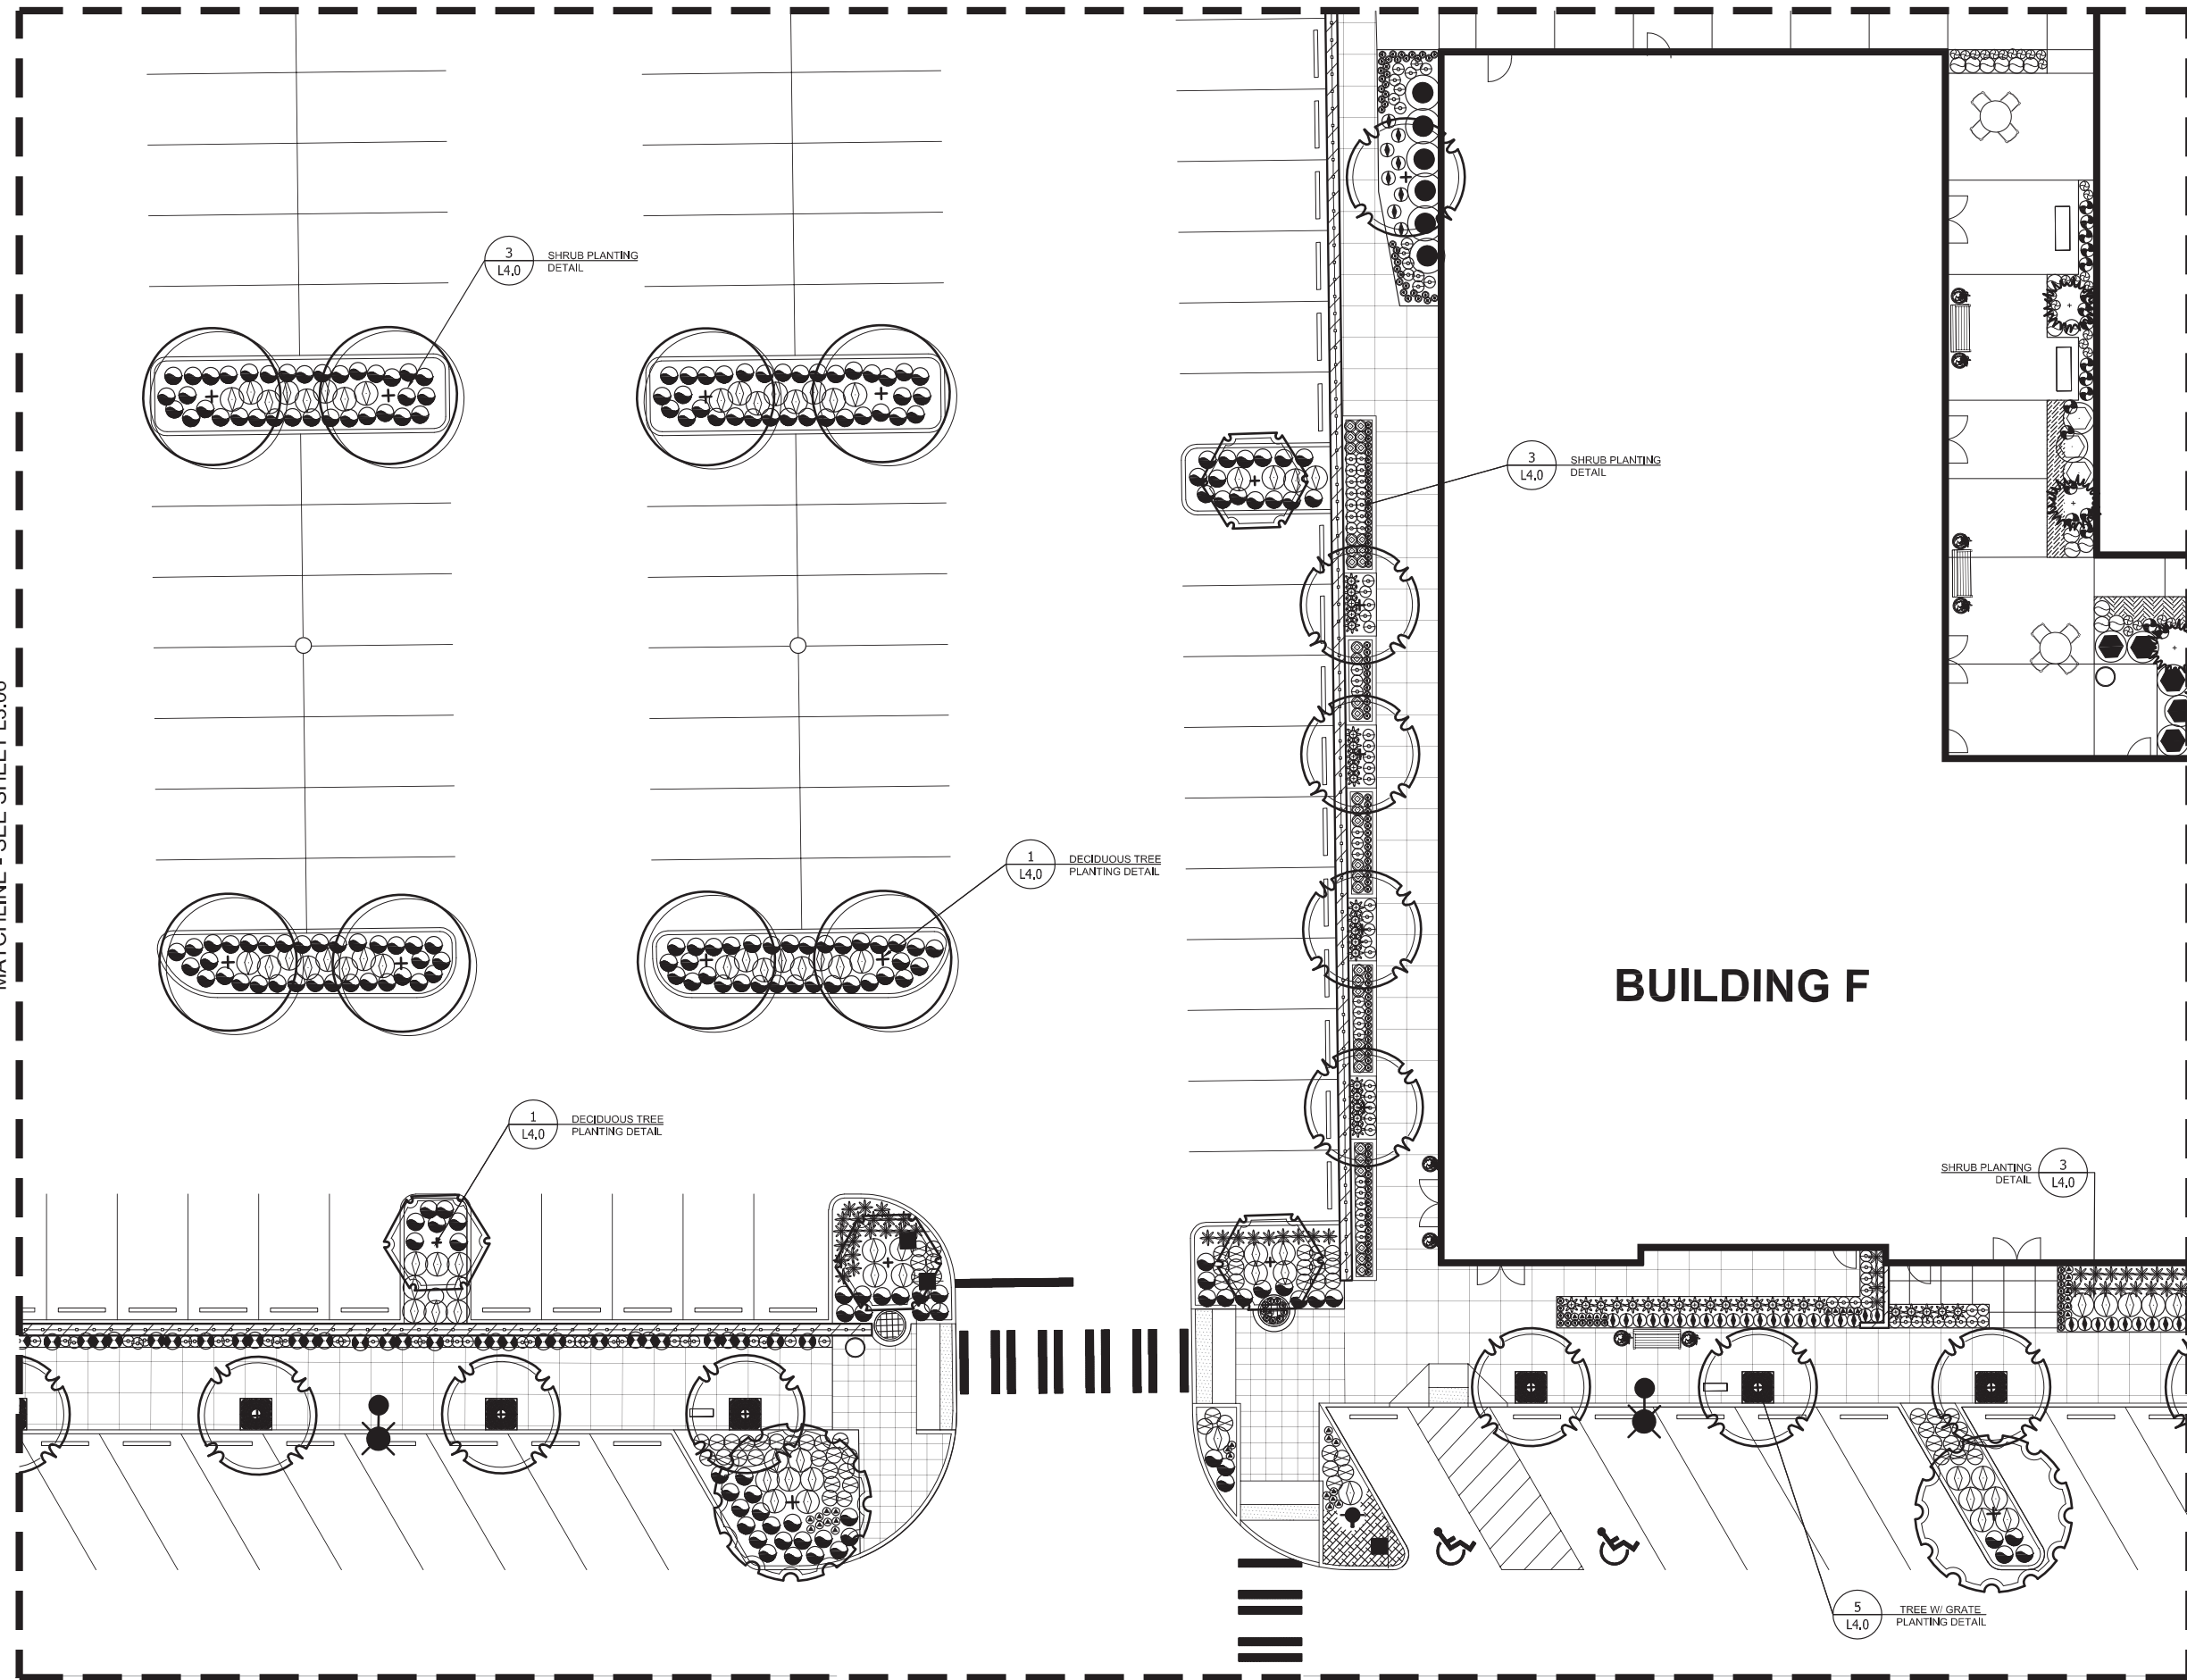 3
L4.0
SHRUB PLANTING
DETAIL
3
L4.0
SHRUB PLANTING
DETAIL
1
L4.0
DECIDUOUS TREE
PLANTING DETAIL
BUILDING F
1
L4.0
DECIDUOUS TREE
PLANTING DETAIL
SHRUB PLANTING
DETAIL
3
L4.0
5
L4.0
TREE W/ GRATE
PLANTING DETAIL